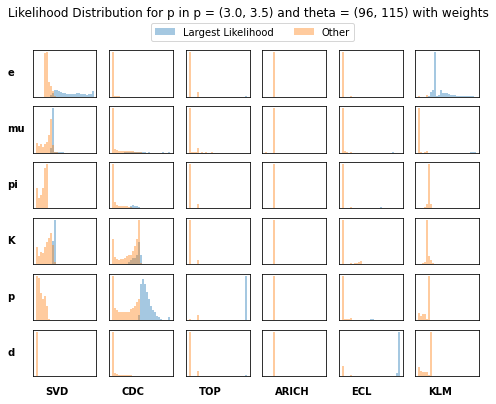 Likelihood Distribution for p in p = (3.0, 3.5) and theta = (96, 115) with weights
Largest Likelihood Other
e
mu
pi
K
p
d
SVD CDC TOP ARICH ECL KLM